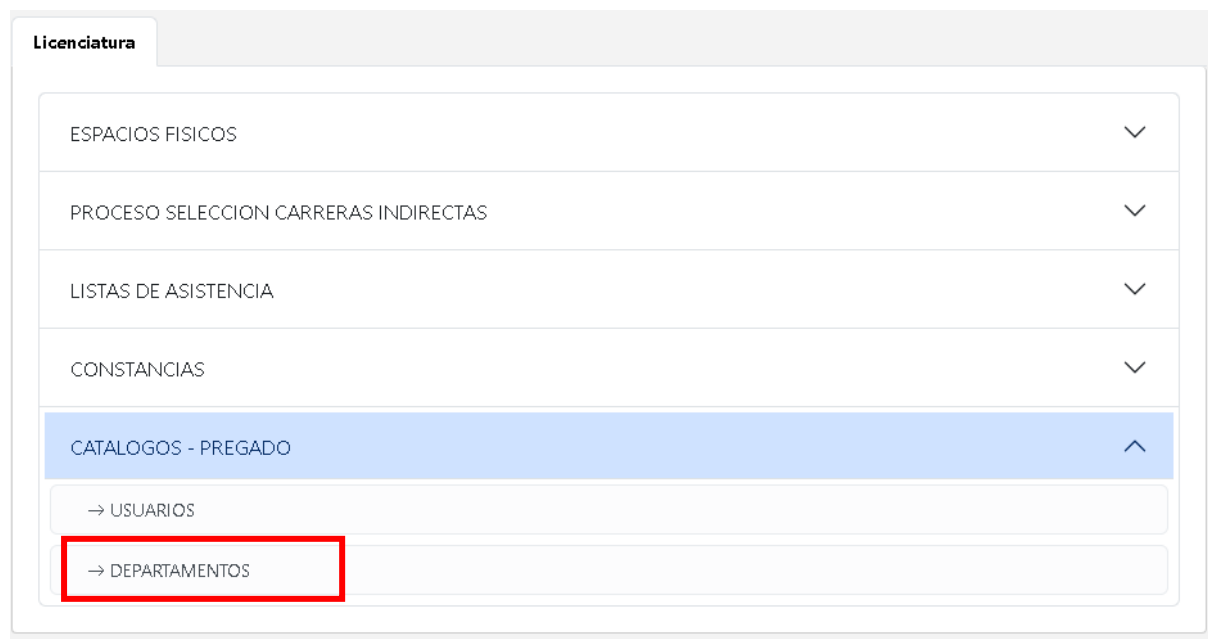 Licenciatura
ESPACIOS FISICOS
PROCESO SELECCION CARRERAS INDIRECTAS
LISTAS DE ASISTENCIA
CONSTANCIAS
CATALOGOS - PREGADO
→ USUARIOS
→ DEPARTAMENTOS